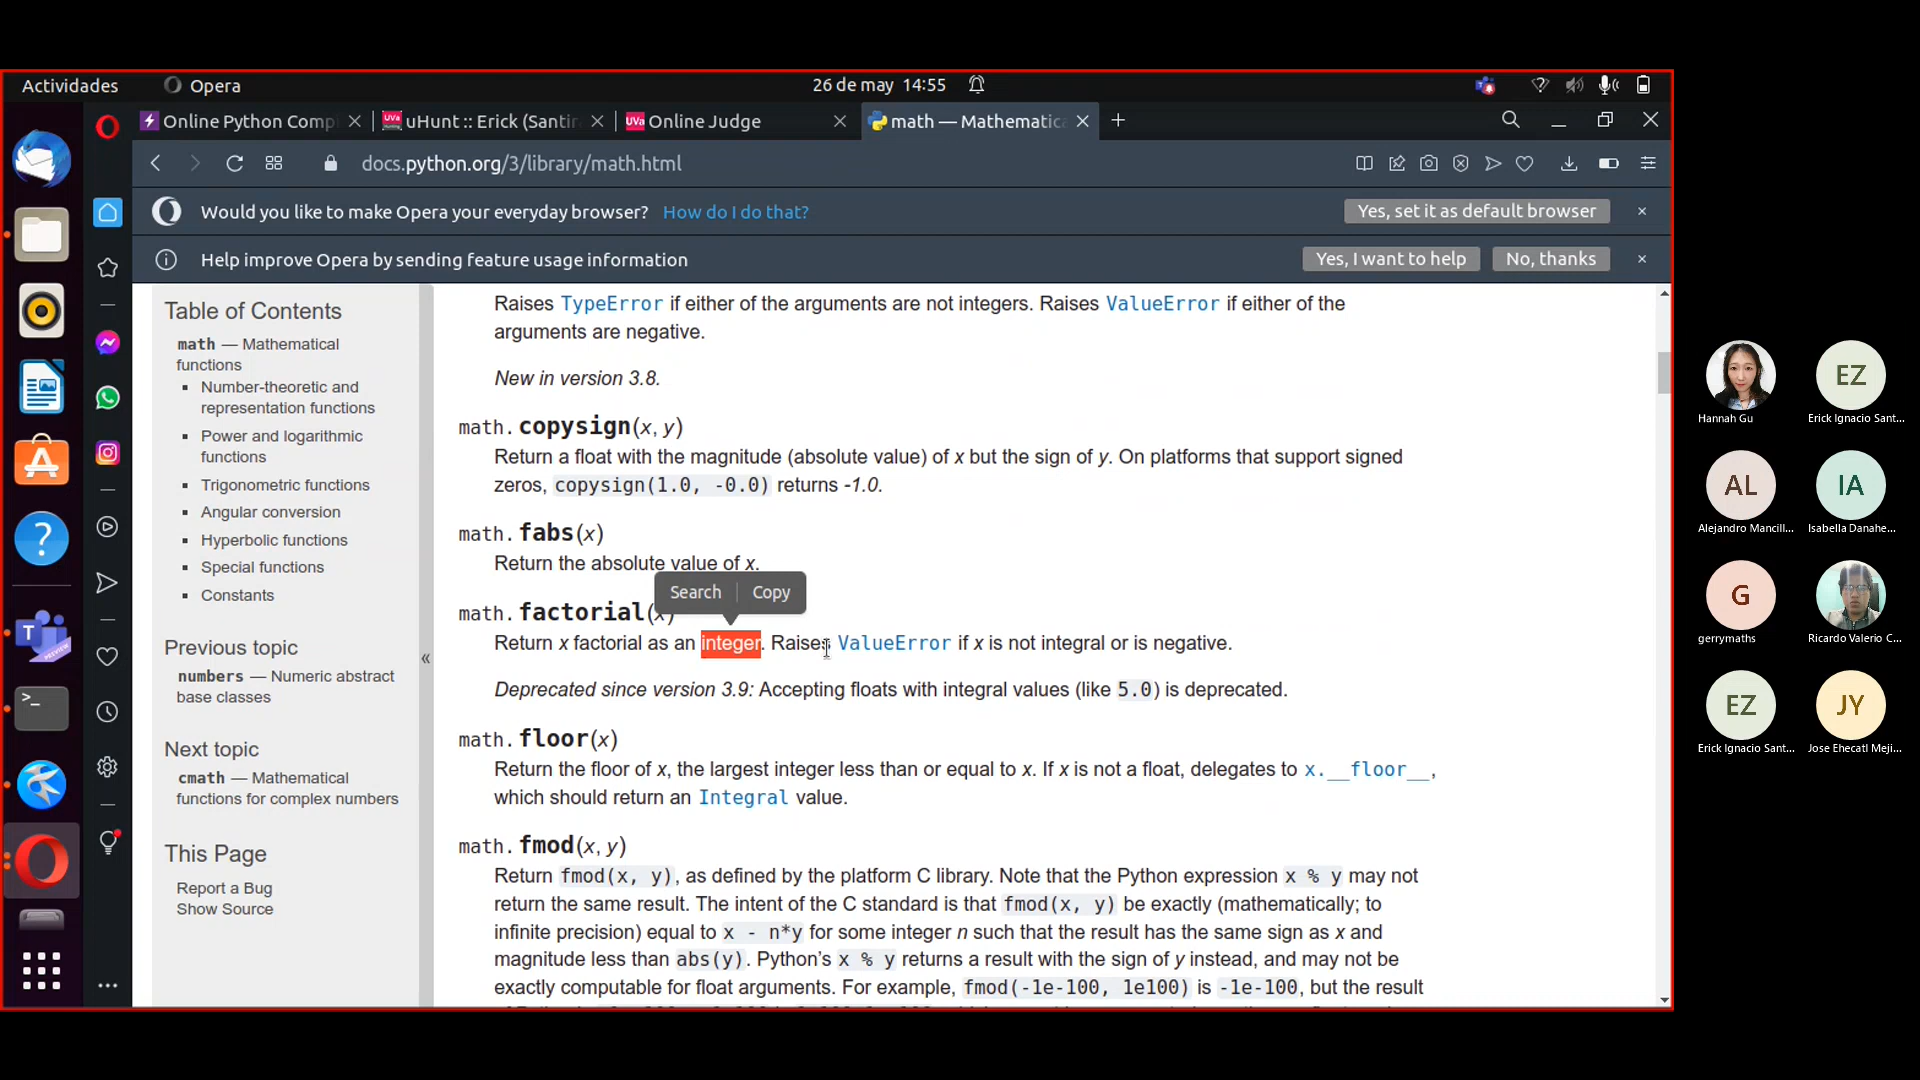 Actividades
Opera
26 de may 14:55
Online Python Comp
uHunt :: Erick (Santir
UVa Online Judge
math — Mathematica
docs.python.org/3/library/math.html
Would you like to make Opera your everyday browser? How do I do that?
Yes, set it as default browser
Help improve Opera by sending feature usage information
Yes, I want to help
No, thanks
Table of Contents
math — Mathematical
functions
Number-theoretic and
representation functions
Power and logarithmic
functions
Trigonometric functions
Angular conversion
Hyperbolic functions
Special functions
Constants
Previous topic
numbers — Numeric abstract
base classes
Next topic
cmath — Mathematical
functions for complex numbers
This Page
Report a Bug
Show Source
«
Raises TypeError if either of the arguments are not integers. Raises ValueError if either of the
arguments are negative.
New in version 3.8.
math.copysign(x, y)
Return a float with the magnitude (absolute value) of x but the sign of y. On platforms that support signed
zeros, copysign(1.0, -0.0) returns -1.0.
math.fabs(x)
Return the absolute value of x.
Search
Copy
math.factorial(x)
Return x factorial as an integer. Raises ValueError if x is not integral or is negative.
Deprecated since version 3.9: Accepting floats with integral values (like 5.0) is deprecated.
math.floor(x)
Return the floor of x, the largest integer less than or equal to x. If x is not a float, delegates to x.__floor__,
which should return an Integral value.
math.fmod(x, y)
Return fmod(x, y), as defined by the platform C library. Note that the Python expression x % y may not
return the same result. The intent of the C standard is that fmod(x, y) be exactly (mathematically; to
infinite precision) equal to x - n*y for some integer n such that the result has the same sign as x and
magnitude less than abs(y). Python's x % y returns a result with the sign of y instead, and may not be
exactly computable for float arguments. For example, fmod(-1e-100, 1e100) is -1e-100, but the result
Hannah Gu
EZ
Erick Ignacio Sant...
AL
Alejandro Mancill...
IA
Isabella Danahe...
G
gerrymaths
Ricardo Valerio C...
EZ
Erick Ignacio Sant...
JY
Jose Ehecatl Meji...